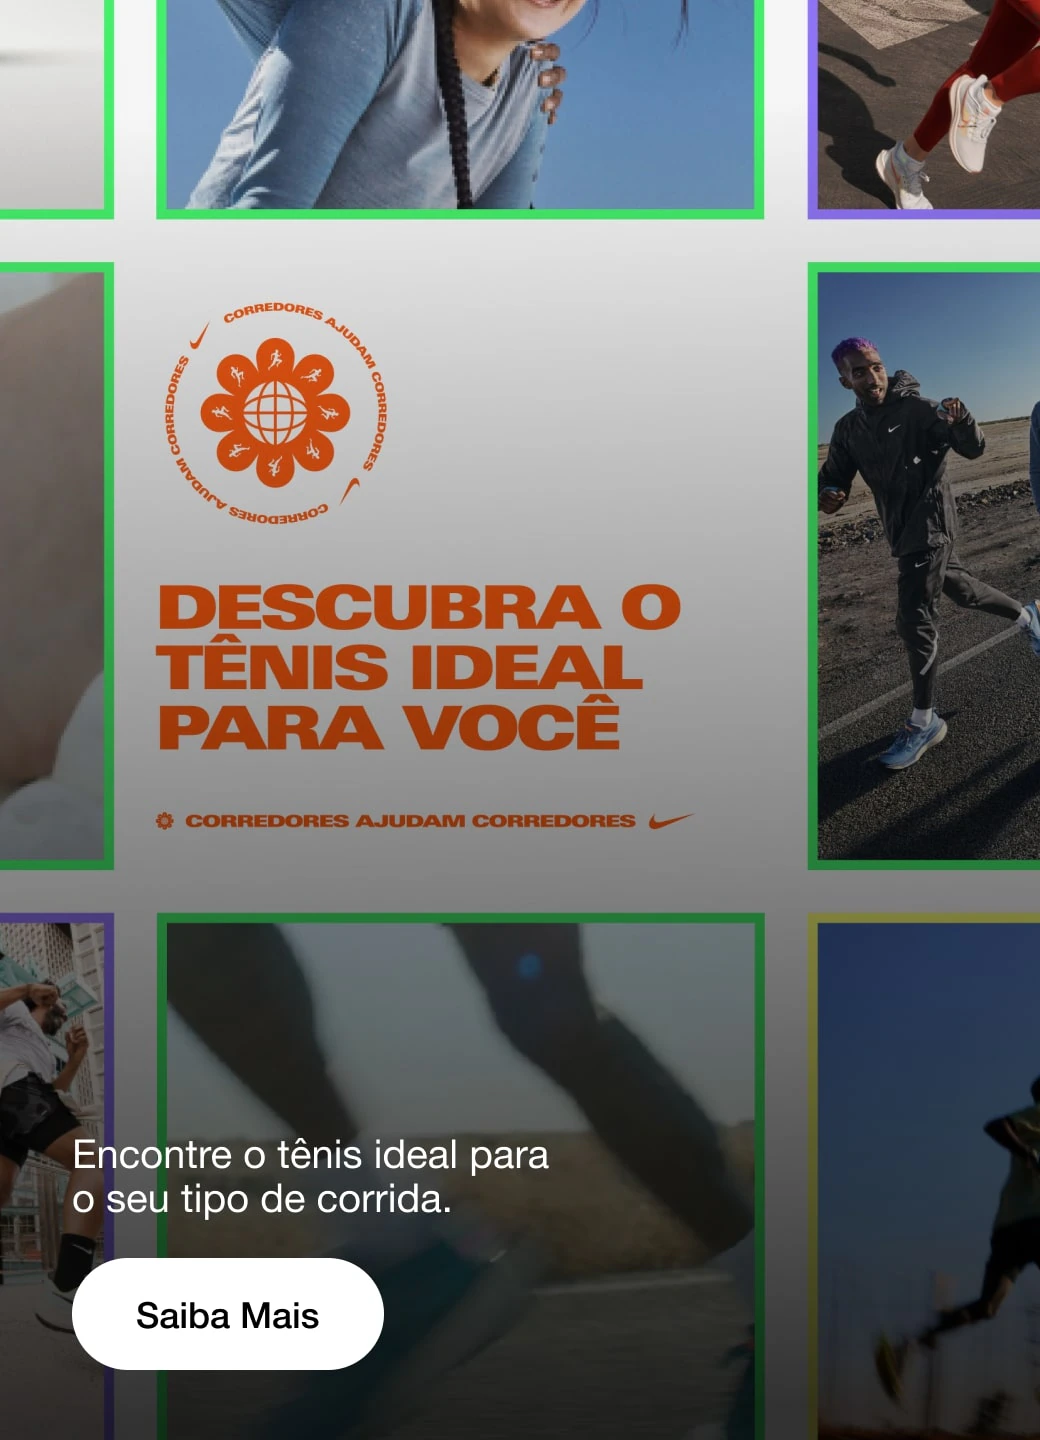 CORREDORES AJUDAM CORREDORES
CORREDORES AJUDAM CORREDORES
DESCUBRA O
TÊNIS IDEAL
PARA VOCÊ
CORREDORES AJUDAM CORREDORES
Encontre o tênis ideal para
o seu tipo de corrida.
Saiba Mais